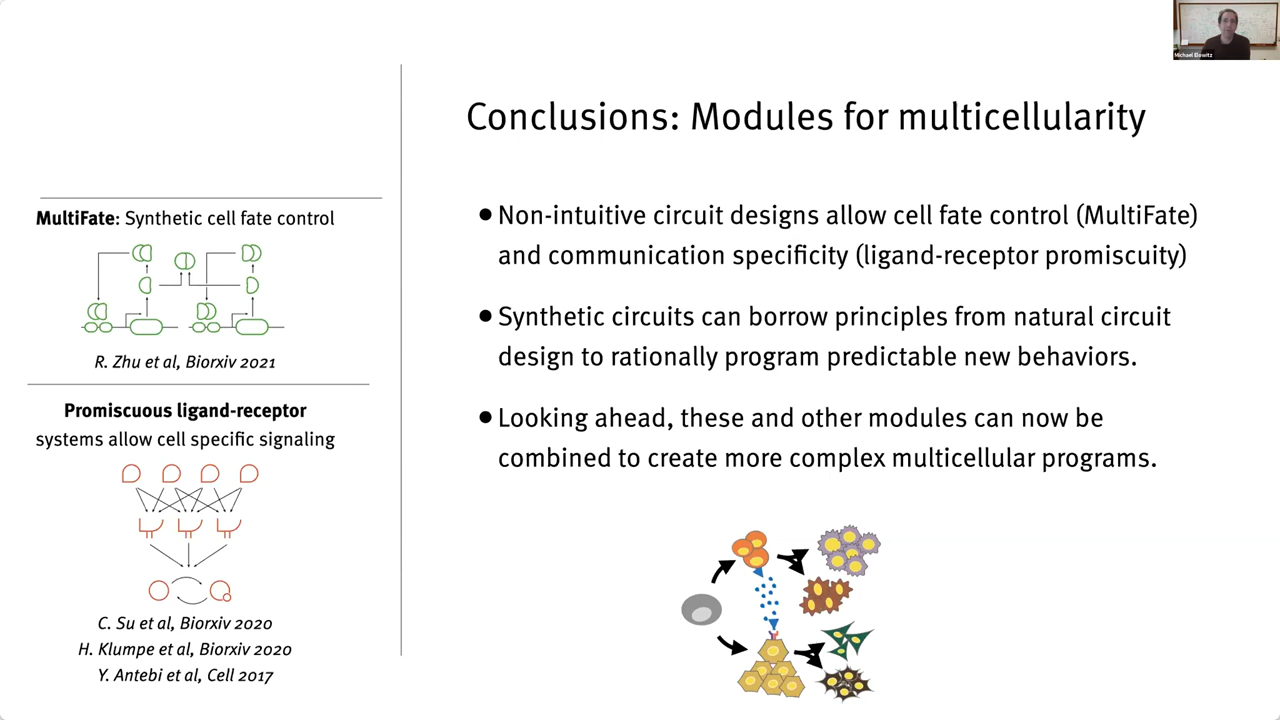 Michael Elowitz
Conclusions: Modules for multicellularity
MultiFate: Synthetic cell fate control
R. Zhu et al, Biorxiv 2021
Promiscuous ligand-receptor
systems allow cell specific signaling
C. Su et al, Biorxiv 2020
H. Klumpe et al, Biorxiv 2020
Y. Antebi et al, Cell 2017
●Non-intuitive circuit designs allow cell fate control (MultiFate)
and communication specificity (ligand-receptor promiscuity)
●Synthetic circuits can borrow principles from natural circuit
design to rationally program predictable new behaviors.
●Looking ahead, these and other modules can now be
combined to create more complex multicellular programs.